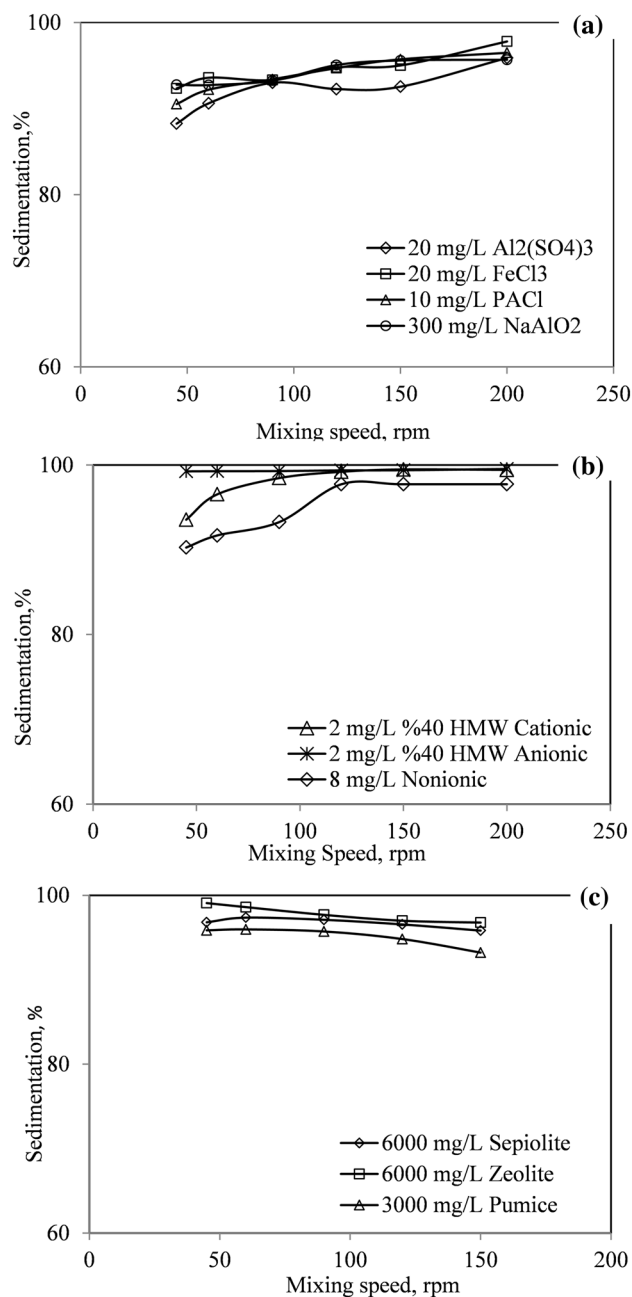 (a)
100
80
60
Sedimentation,%
20 mg/L Al2(SO4)3
20 mg/L FeCl3
10 mg/L PACl
300 mg/L NaAlO2
0 50 100 150 200 250
Mixing speed, rpm
(b)
100
80
60
Sedimentation,%
2 mg/L %40 HMW Cationic
2 mg/L %40 HMW Anionic
8 mg/L Nonionic
0 50 100 150 200 250
Mixing Speed, rpm
(c)
100
80
60
Sedimentation, %
6000 mg/L Sepiolite
6000 mg/L Zeolite
3000 mg/L Pumice
0 50 100 150 200
Mixing speed, rpm